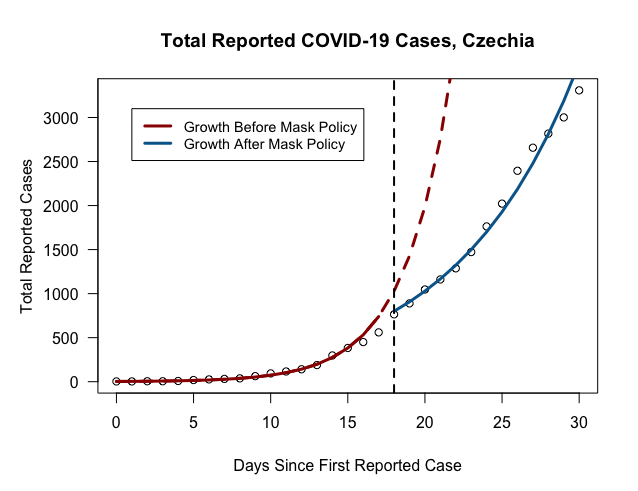 Total Reported COVID-19 Cases, Czechia
Total Reported Cases
3000
2500
2000
1500
1000
500
0
Growth Before Mask Policy
Growth After Mask Policy
0 5 10 15 20 25 30
Days Since First Reported Case